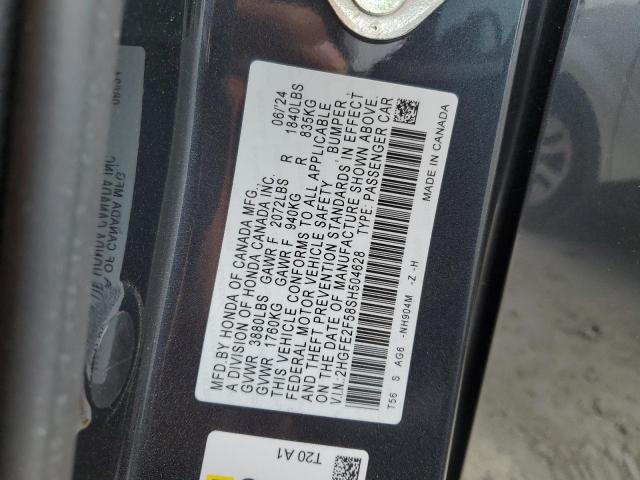 MFD BY HONDA OF CANADA MFG. 06/'24
A DIVISION OF HONDA CANADA INC.
GVWR 3880LBS GAWR F 2072LBS R 1840LBS
GVWR 1760KG GAWR F 940KG R 835KG
THIS VEHICLE CONFORMS TO ALL APPLICABLE
FEDERAL MOTOR VEHICLE SAFETY, BUMPER,
AND THEFT PREVENTION STANDARDS IN EFFECT
ON THE DATE OF MANUFACTURE SHOWN ABOVE.
V.I.N.:2HGFE2F58SH504628 TYPE: PASSENGER CAR
T56 S AG6 -NH904M -Z -H MADE IN CANADA
T20 A1